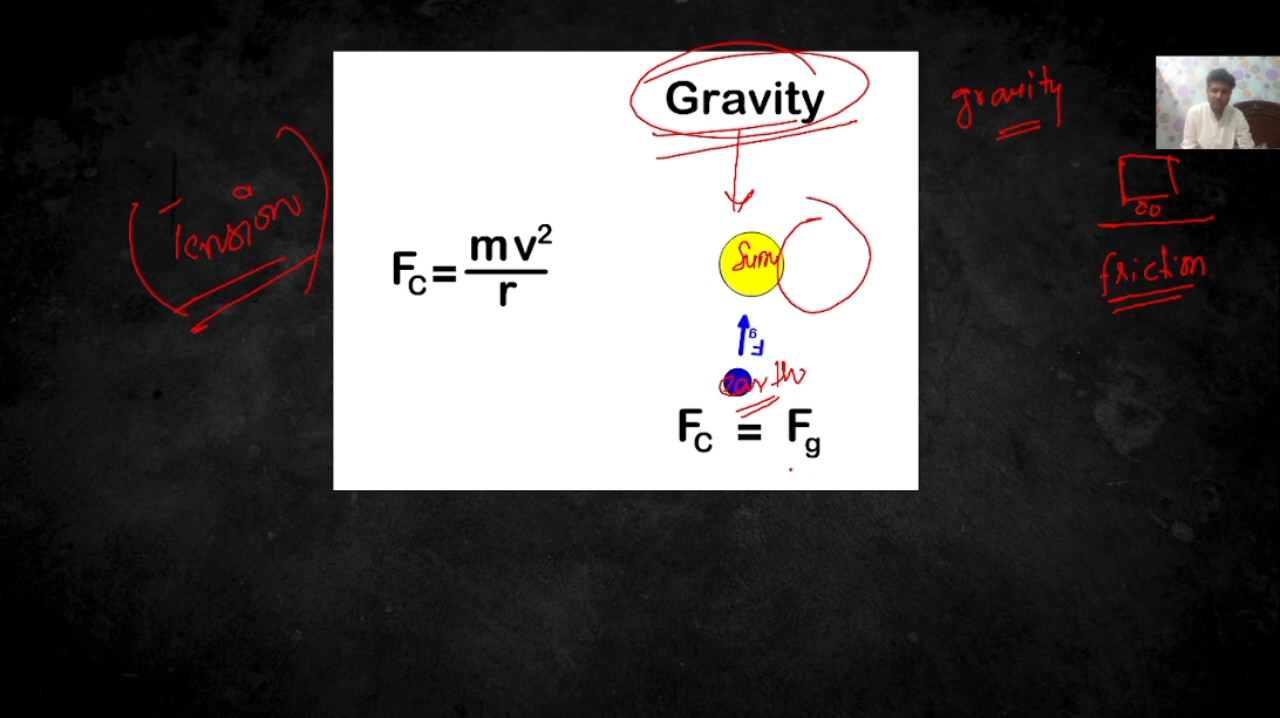 Gravity
gravity
Tension
Fc = mv²/r
Sun
friction
Fg
earth
Fc = Fg